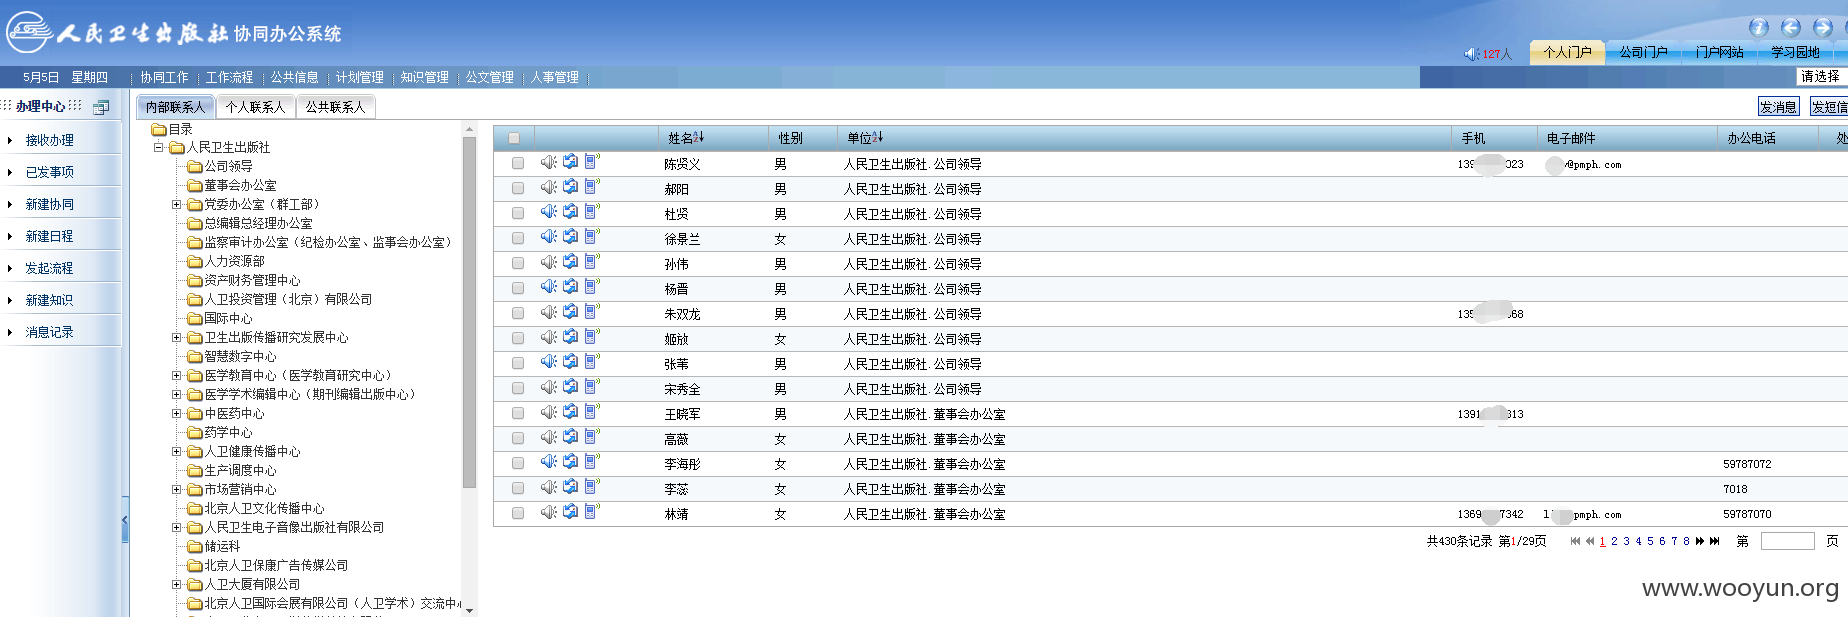 人民卫生出版社 协同办公系统
127人 个人门户 公司门户 门户网站 学习园地
5月5日 星期四 协同工作 工作流程 公共信息 计划管理 知识管理 公文管理 人事管理 请选择
办理中心 内部联系人 个人联系人 公共联系人 发消息 发短信
接收办理
已发事项
新建协同
新建日程
发起流程
新建知识
消息记录
目录
人民卫生出版社
公司领导
董事会办公室
党委办公室（群工部）
总编辑总经理办公室
监察审计办公室（纪检办公室、监事会办公室）
人力资源部
资产财务管理中心
人卫投资管理（北京）有限公司
国际中心
卫生出版传播研究发展中心
智慧数字中心
医学教育中心（医学教育研究中心）
医学学术编辑中心（期刊编辑出版中心）
中医药中心
药学中心
人卫健康传播中心
生产调度中心
市场营销中心
北京人卫文化传播中心
人民卫生电子音像出版社有限公司
储运科
北京人卫保康广告传媒公司
人卫大厦有限公司
北京人卫国际会展有限公司（人卫学术）交流中
姓名 性别 单位 手机 电子邮件 办公电话 处
陈贤义 男 人民卫生出版社.公司领导 139 023 @pmph.com
郝阳 男 人民卫生出版社.公司领导
杜贤 男 人民卫生出版社.公司领导
徐景兰 女 人民卫生出版社.公司领导
孙伟 男 人民卫生出版社.公司领导
杨晋 男 人民卫生出版社.公司领导
朱双龙 男 人民卫生出版社.公司领导 135 68
姬放 女 人民卫生出版社.公司领导
张苇 男 人民卫生出版社.公司领导
宋秀全 男 人民卫生出版社.公司领导
王晓军 男 人民卫生出版社.董事会办公室 1391 313
高薇 女 人民卫生出版社.董事会办公室
李海彤 女 人民卫生出版社.董事会办公室 59787072
李蕊 女 人民卫生出版社.董事会办公室 7018
林靖 女 人民卫生出版社.董事会办公室 1369 7342 l pmph.com 59787070
共430条记录 第1/29页 1 2 3 4 5 6 7 8 第 页
www.wooyun.org